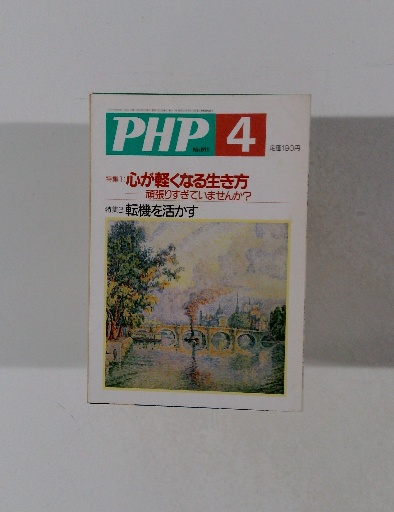 PHP 4
定価190円
特集1: 心が軽くなる生き方
頑張りすぎていませんか?
特集2: 転機を活かす